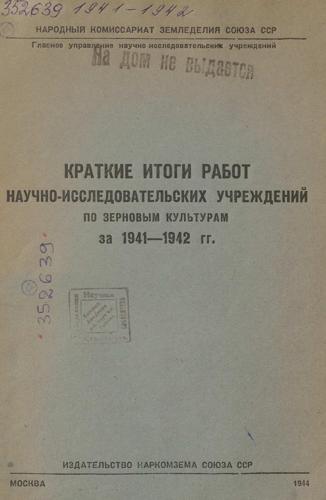 352639 1941-1942
НАРОДНЫЙ КОМИССАРИАТ ЗЕМЛЕДЕЛИЯ СОЮЗА ССР
Главное управление научно-исследовательских учреждений
На дом не выдается
КРАТКИЕ ИТОГИ РАБОТ
НАУЧНО-ИССЛЕДОВАТЕЛЬСКИХ УЧРЕЖДЕНИЙ
ПО ЗЕРНОВЫМ КУЛЬТУРАМ
за 1941—1942 гг.
352639
Научная
ИЗДАТЕЛЬСТВО НАРКОМЗЕМА СОЮЗА ССР
МОСКВА 1944